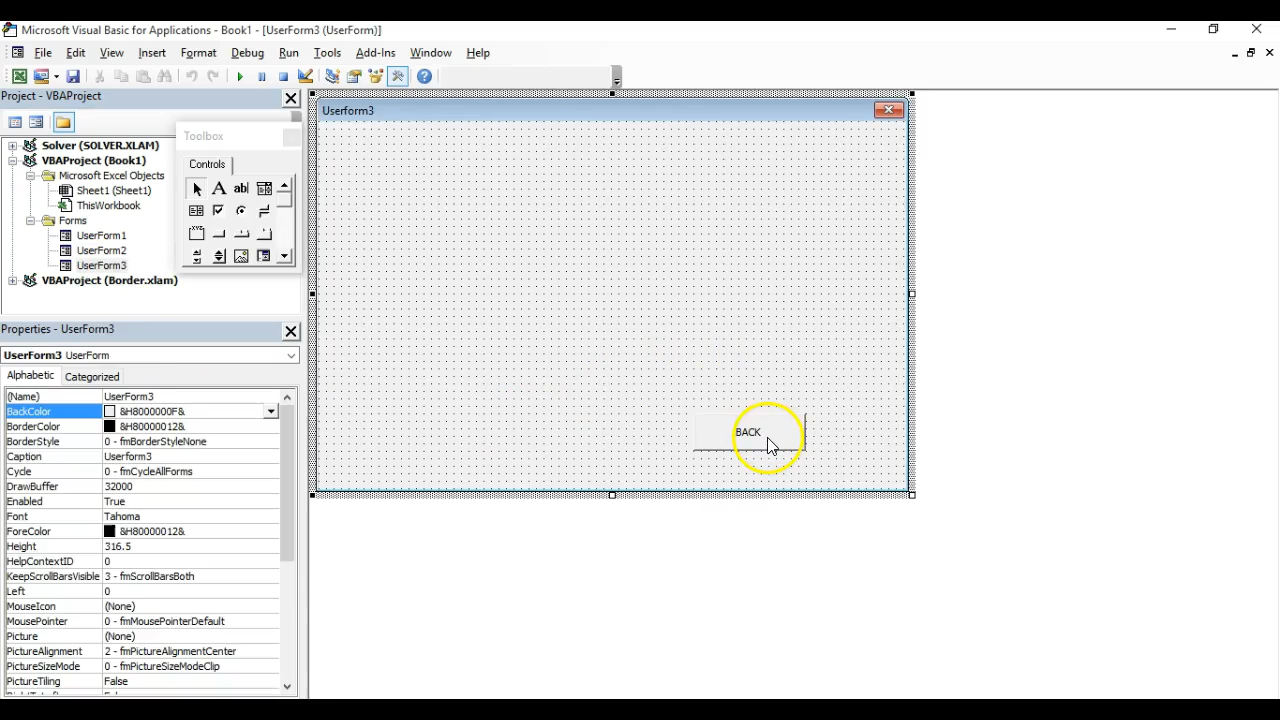 Microsoft Visual Basic for Applications - Book1 - [UserForm3 (UserForm)]
File Edit View Insert Format Debug Run Tools Add-Ins Window Help
Project - VBAProject
Solver (SOLVER.XLAM)
VBAProject (Book1)
Microsoft Excel Objects
Sheet1 (Sheet1)
ThisWorkbook
Forms
UserForm1
UserForm2
UserForm3
VBAProject (Border.xlam)
Toolbox
Controls
A ab|
Properties - UserForm3
UserForm3 UserForm
Alphabetic Categorized
(Name) UserForm3
BackColor &H8000000F&
BorderColor &H80000012&
BorderStyle 0 - fmBorderStyleNone
Caption Userform3
Cycle 0 - fmCycleAllForms
DrawBuffer 32000
Enabled True
Font Tahoma
ForeColor &H80000012&
Height 316.5
HelpContextID 0
KeepScrollBarsVisible 3 - fmScrollBarsBoth
Left 0
MouseIcon (None)
MousePointer 0 - fmMousePointerDefault
Picture (None)
PictureAlignment 2 - fmPictureAlignmentCenter
PictureSizeMode 0 - fmPictureSizeModeClip
PictureTiling False
Userform3
BACK